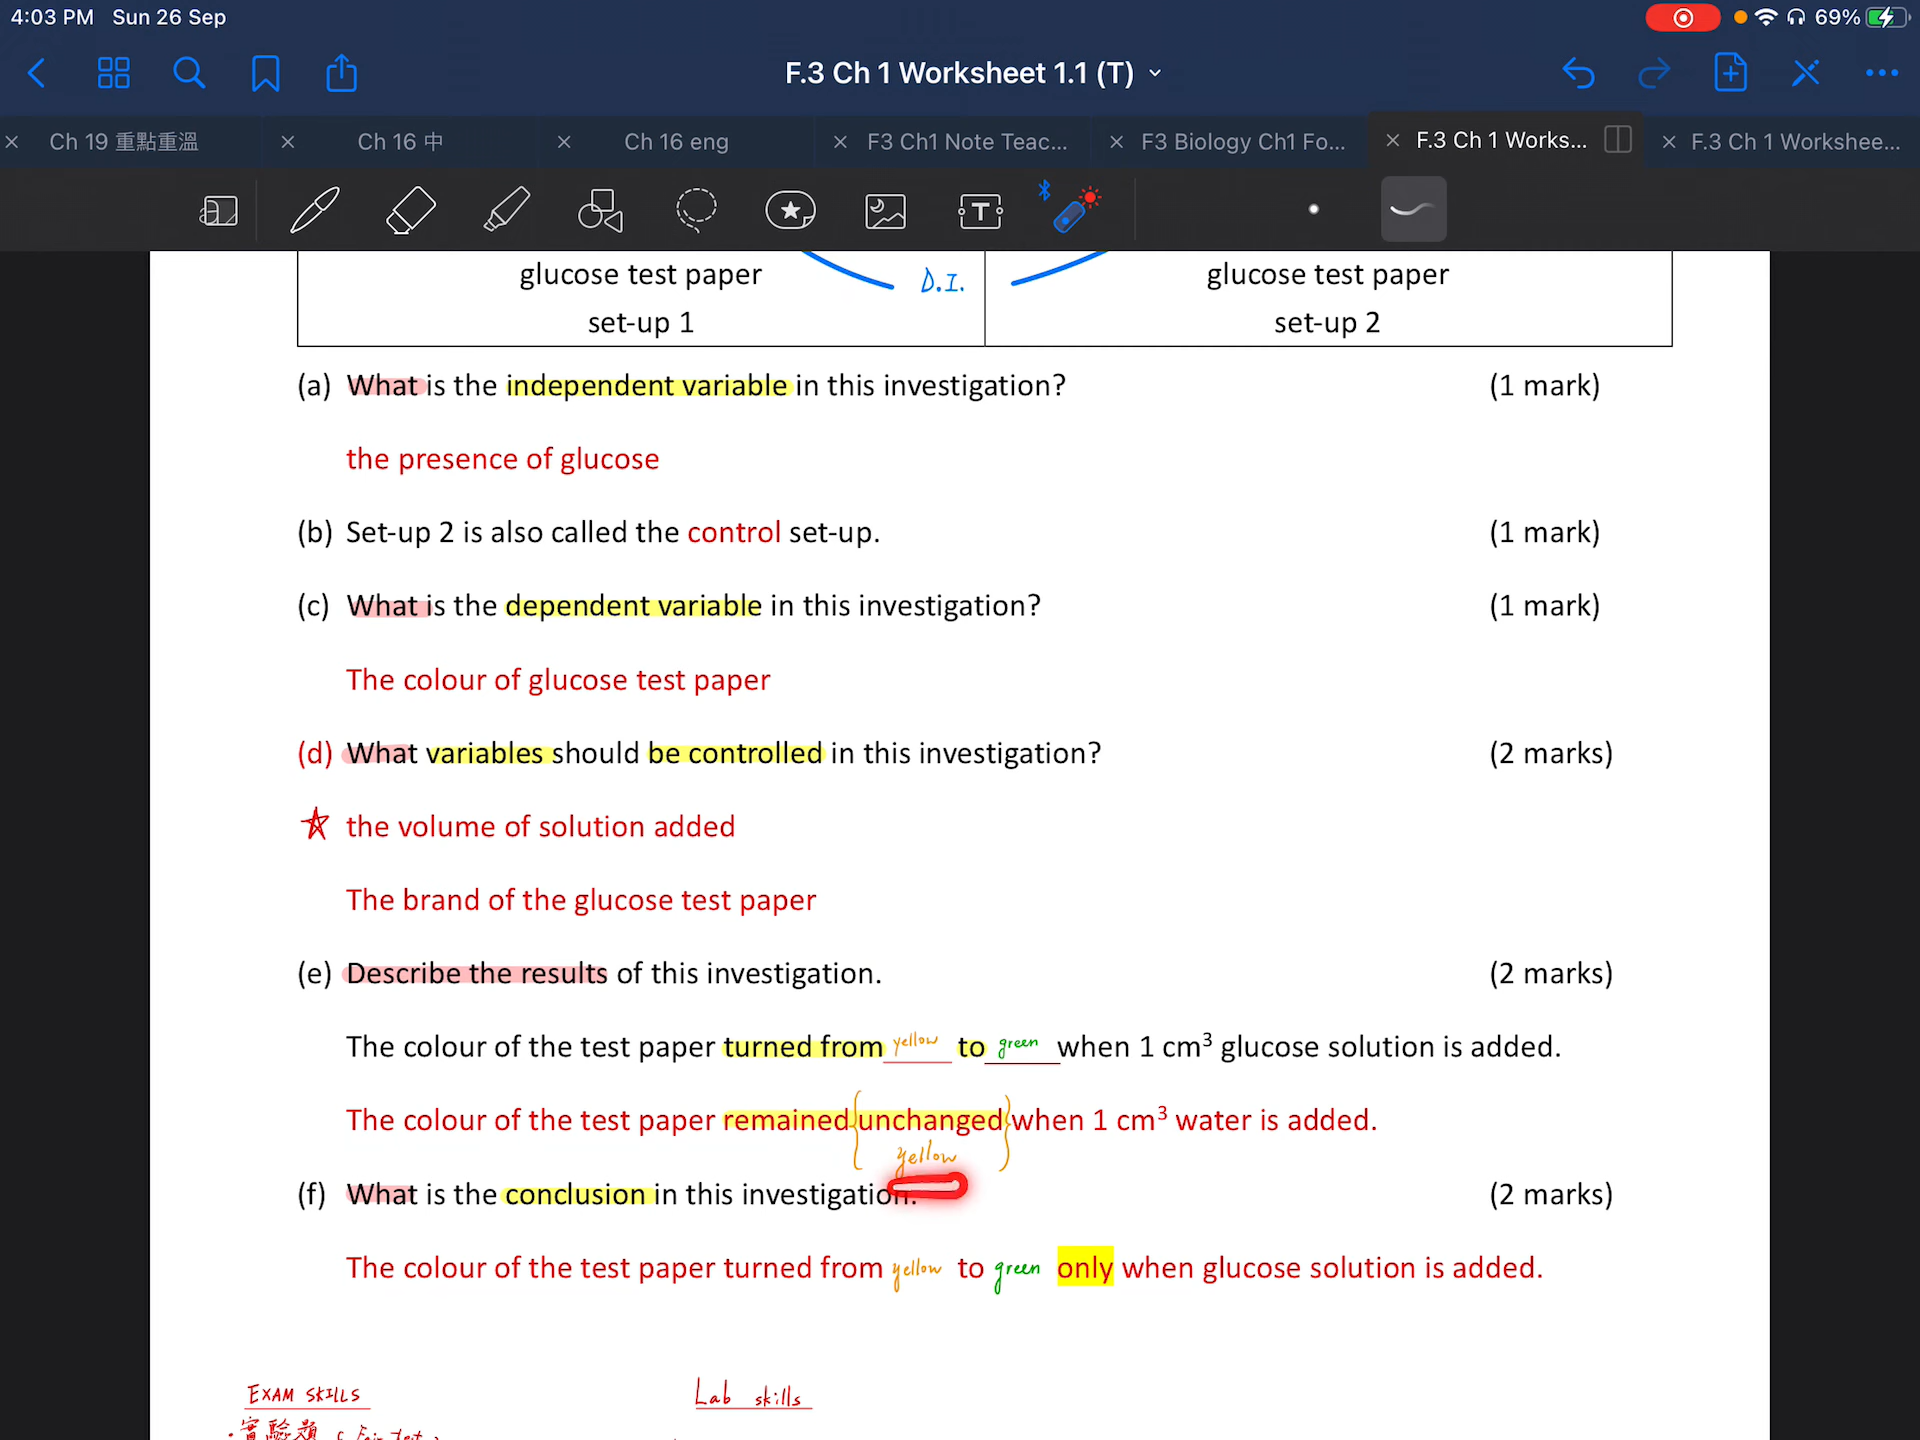 4:03 PM Sun 26 Sep 69%
F.3 Ch 1 Worksheet 1.1 (T)
Ch 19 重點重溫 Ch 16 中 Ch 16 eng F3 Ch1 Note Teac... F3 Biology Ch1 Fo... F.3 Ch 1 Works... F.3 Ch 1 Workshee...
T
glucose test paper D.I. glucose test paper
set-up 1 set-up 2
(a) What is the independent variable in this investigation? (1 mark)
the presence of glucose
(b) Set-up 2 is also called the control set-up. (1 mark)
(c) What is the dependent variable in this investigation? (1 mark)
The colour of glucose test paper
(d) What variables should be controlled in this investigation? (2 marks)
the volume of solution added
The brand of the glucose test paper
(e) Describe the results of this investigation. (2 marks)
The colour of the test paper turned from yellow to green when 1 cm³ glucose solution is added.
The colour of the test paper remained unchanged when 1 cm³ water is added.
yellow
(f) What is the conclusion in this investigation. (2 marks)
The colour of the test paper turned from yellow to green only when glucose solution is added.
EXAM SKILLS Lab skills
· 實驗題